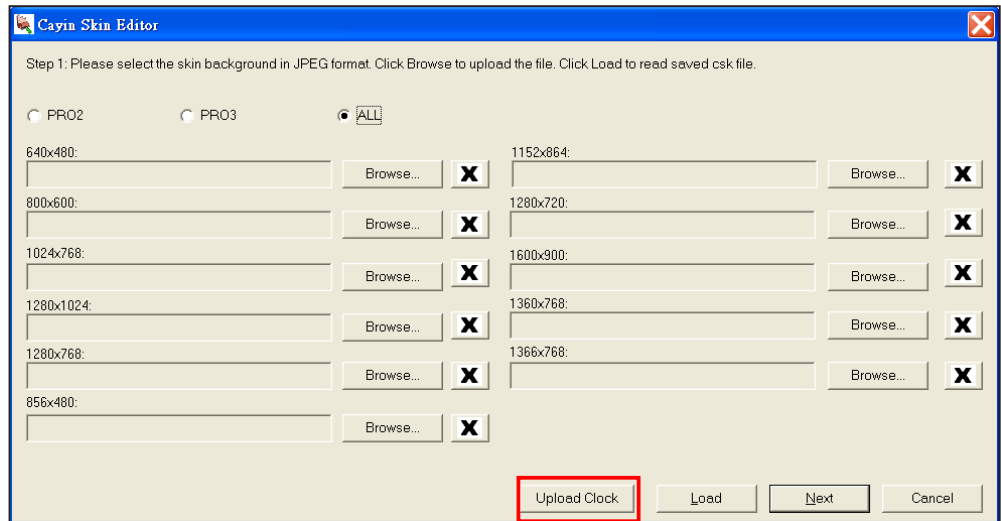 Cayin Skin Editor
Step 1: Please select the skin background in JPEG format. Click Browse to upload the file. Click Load to read saved csk file.
PRO2 PRO3 ALL
640x480:
Browse... X
800x600:
Browse... X
1024x768:
Browse... X
1280x1024:
Browse... X
1280x768:
Browse... X
856x480:
Browse... X
1152x864:
Browse... X
1280x720:
Browse... X
1600x900:
Browse... X
1360x768:
Browse... X
1366x768:
Browse... X
Upload Clock Load Next Cancel